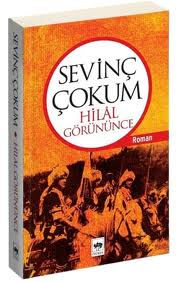 SEVİNÇ
ÇOKUM
HİLÂL
GÖRÜNÜNCE
Roman
SEVİNÇ ÇOKUM • HİLÂL GÖRÜNÜNCE